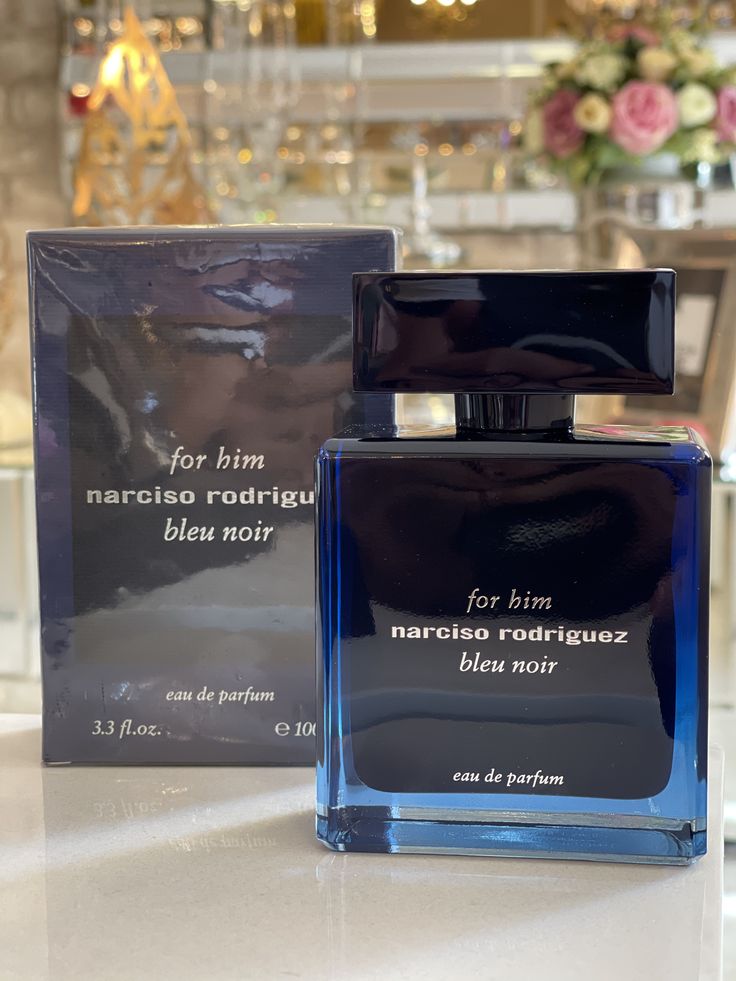 for him
narciso rodrigu
bleu noir
eau de parfum
3.3 fl.oz.
e 100
for him
narciso rodriguez
bleu noir
eau de parfum